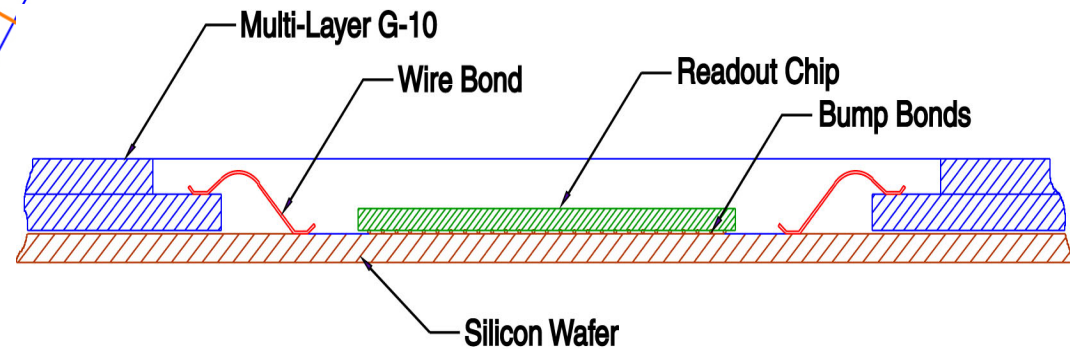 Multi-Layer G-10
Wire Bond
Readout Chip
Bump Bonds
Silicon Wafer